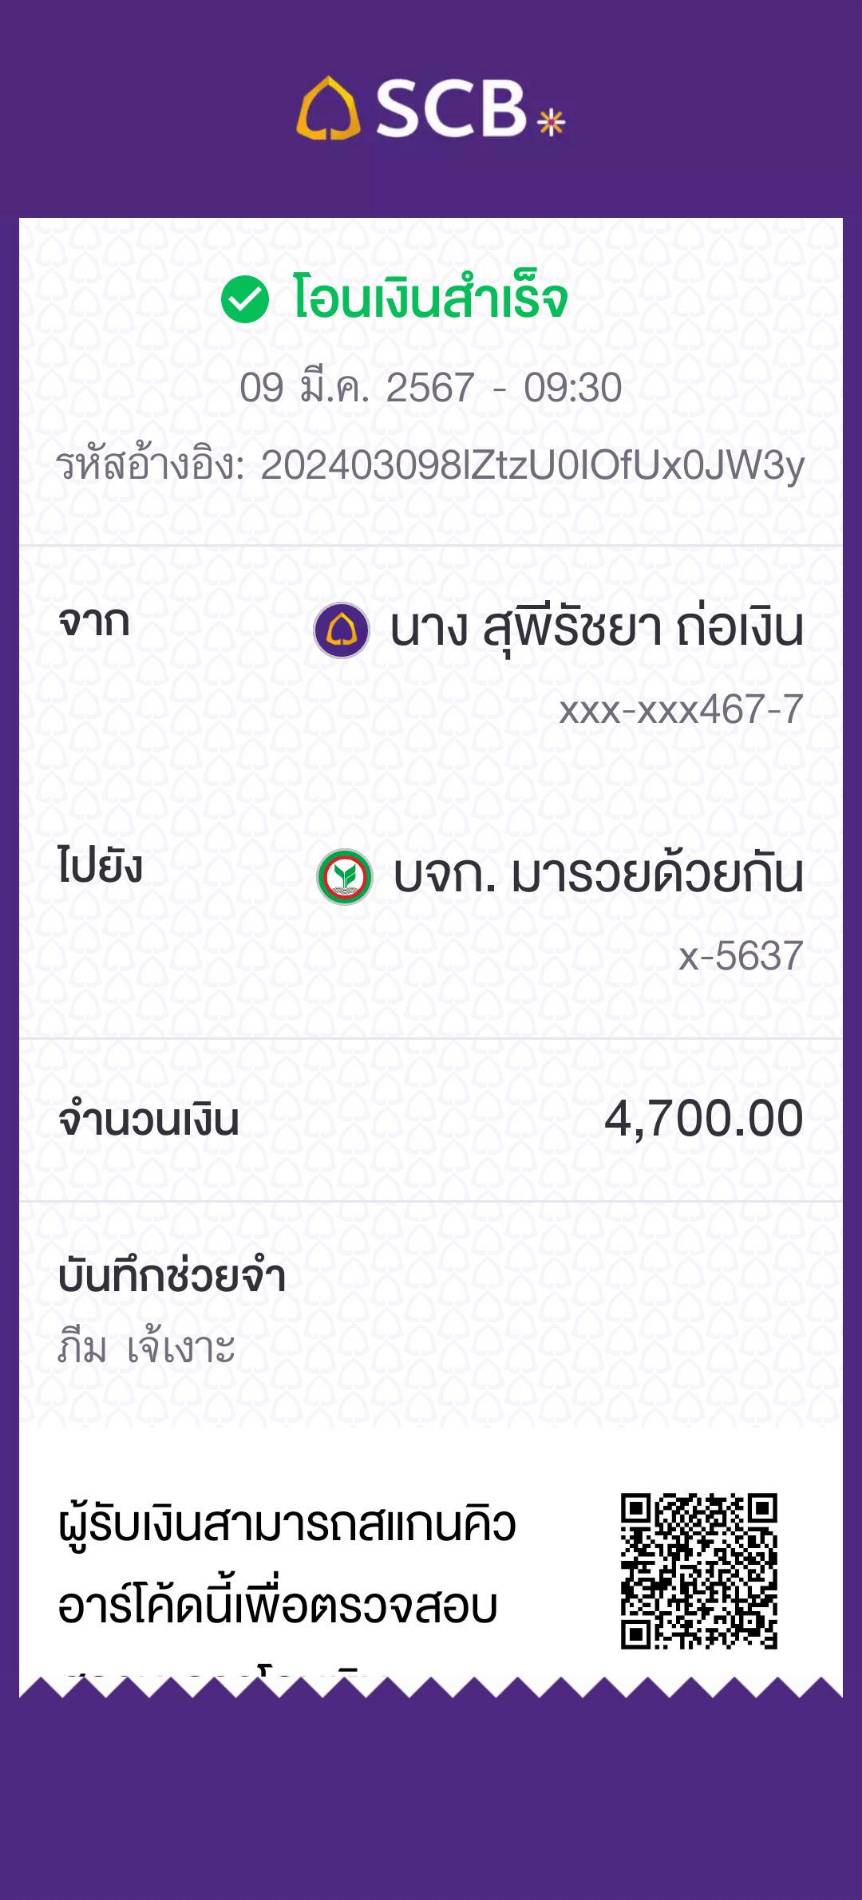 SCB
โอนเงินสำเร็จ
09 มี.ค. 2567 - 09:30
รหัสอ้างอิง: 202403098lZtzU0IOfUx0JW3y
จาก
นาง สุพีรัชยา ถ่อเงิน
xxx-xxx467-7
ไปยัง
บจก. มารวยด้วยกัน
x-5637
จำนวนเงิน
4,700.00
บันทึกช่วยจำ
ภีม เจ้เงาะ
ผู้รับเงินสามารถสแกนคิว
อาร์โค้ดนี้เพื่อตรวจสอบ